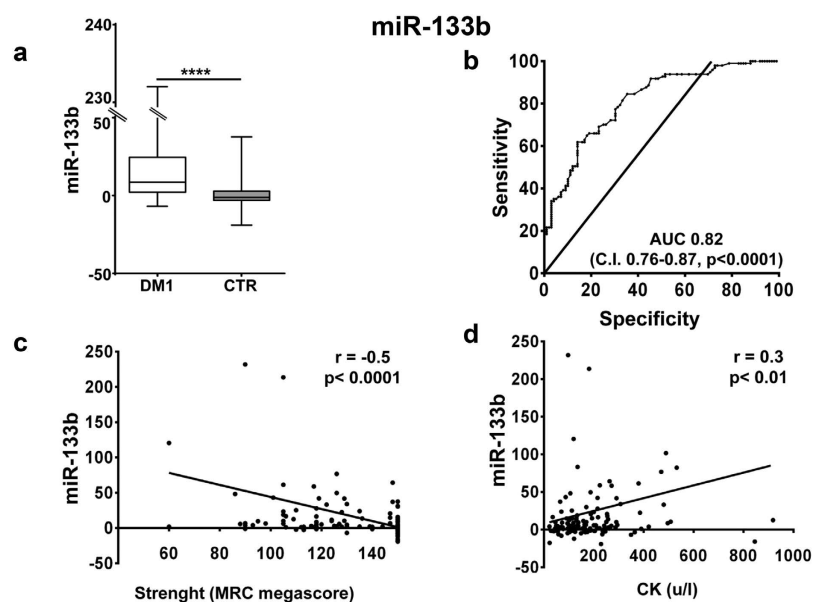 miR-133b
a
240
230
50
0
-50
miR-133b
****
DM1 CTR
b
100
80
60
40
20
0
Sensitivity
AUC 0.82
(C.I. 0.76-0.87, p<0.0001)
0 20 40 60 80 100
Specificity
c
250
200
150
100
50
0
-50
miR-133b
r = -0.5
p< 0.0001
60 80 100 120 140
Strenght (MRC megascore)
d
250
200
150
100
50
0
-50
miR-133b
r = 0.3
p< 0.01
200 400 600 800 1000
CK (u/l)